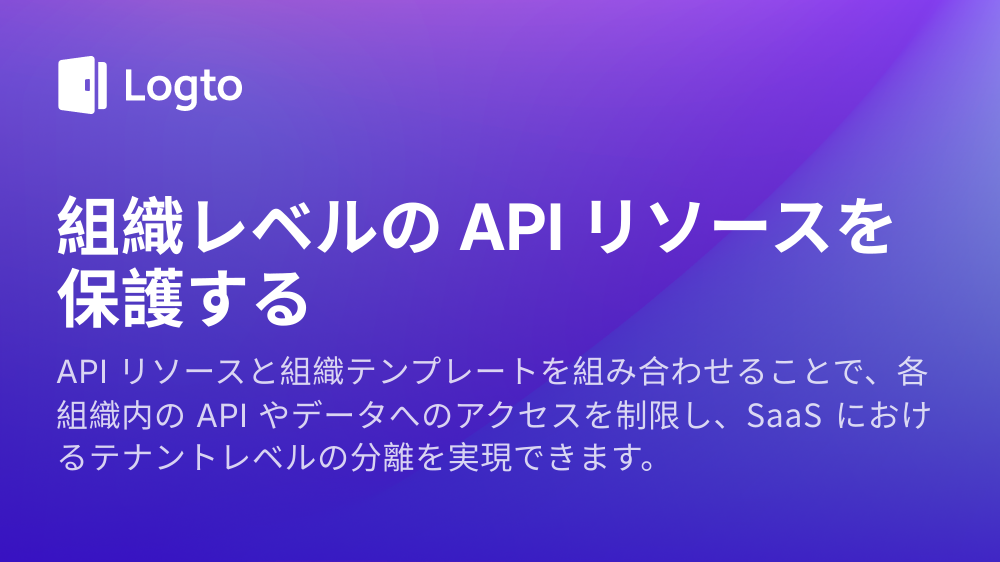 Logto
組織レベルの API リソースを
保護する
API リソースと組織テンプレートを組み合わせることで、各
組織内の API やデータへのアクセスを制限し、SaaS におけ
るテナントレベルの分離を実現できます。